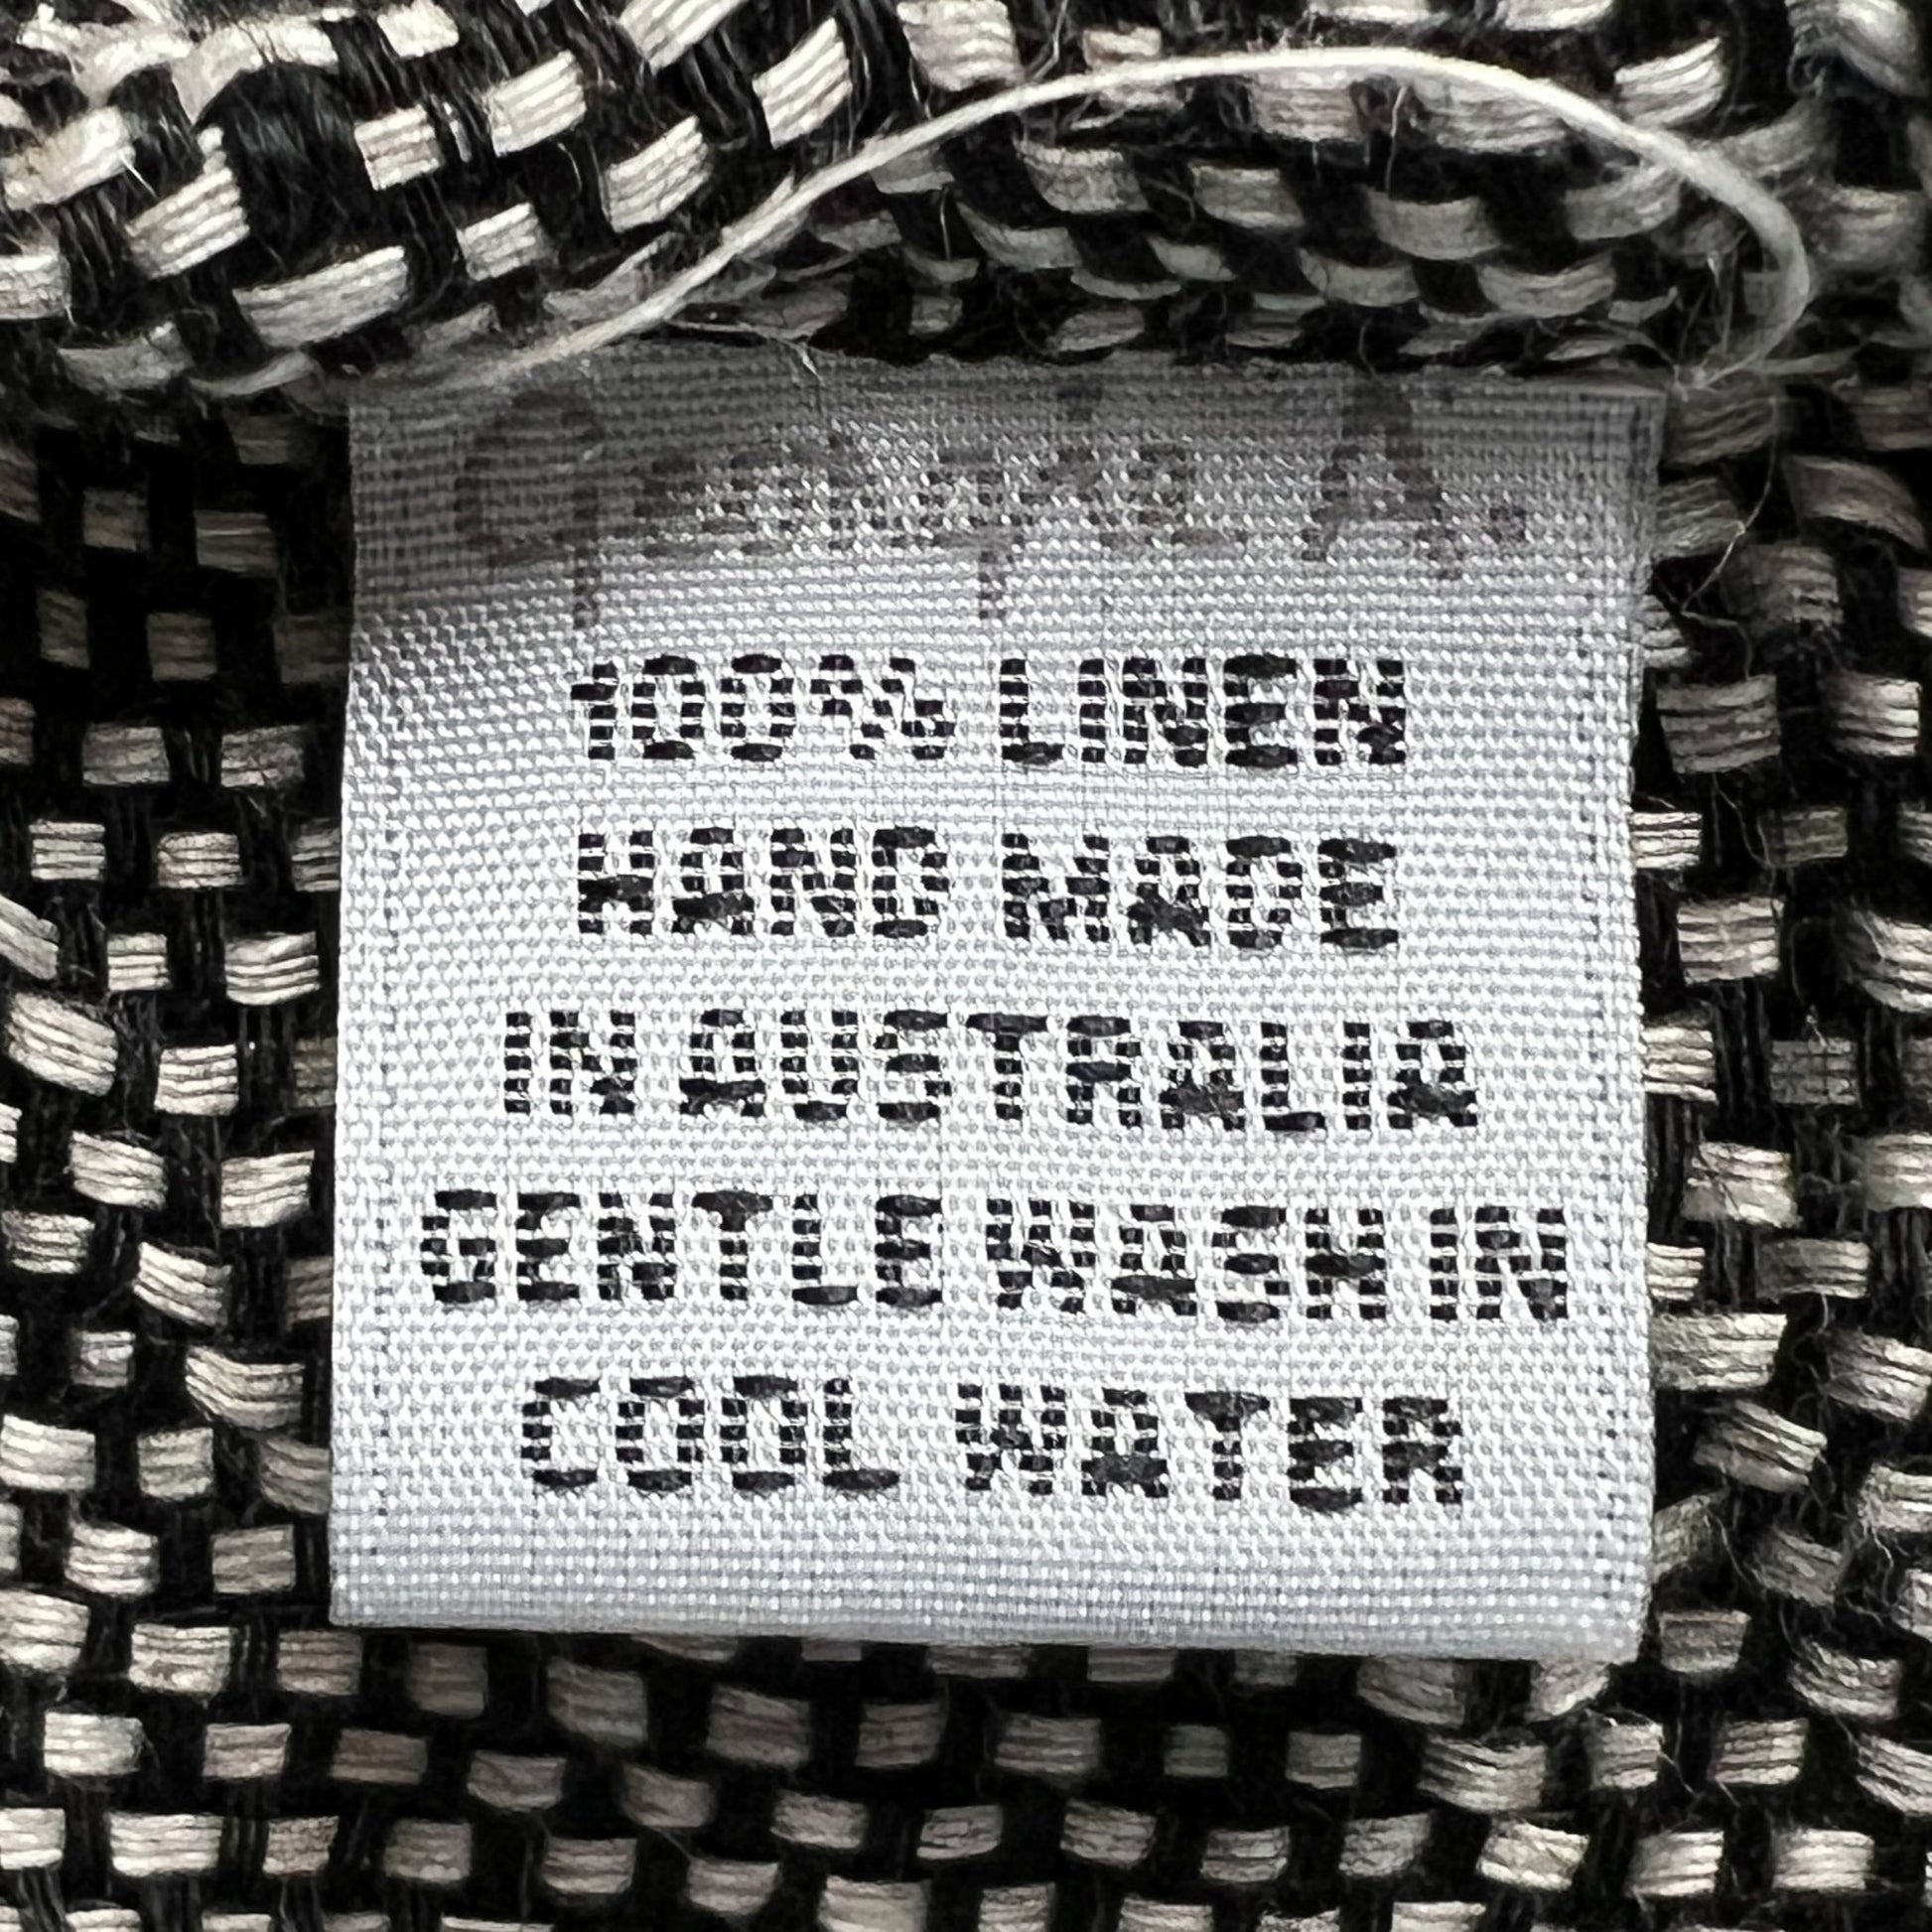 100% LINEN
HAND MADE
IN AUSTRALIA
GENTLE WASH IN
COOL WATER